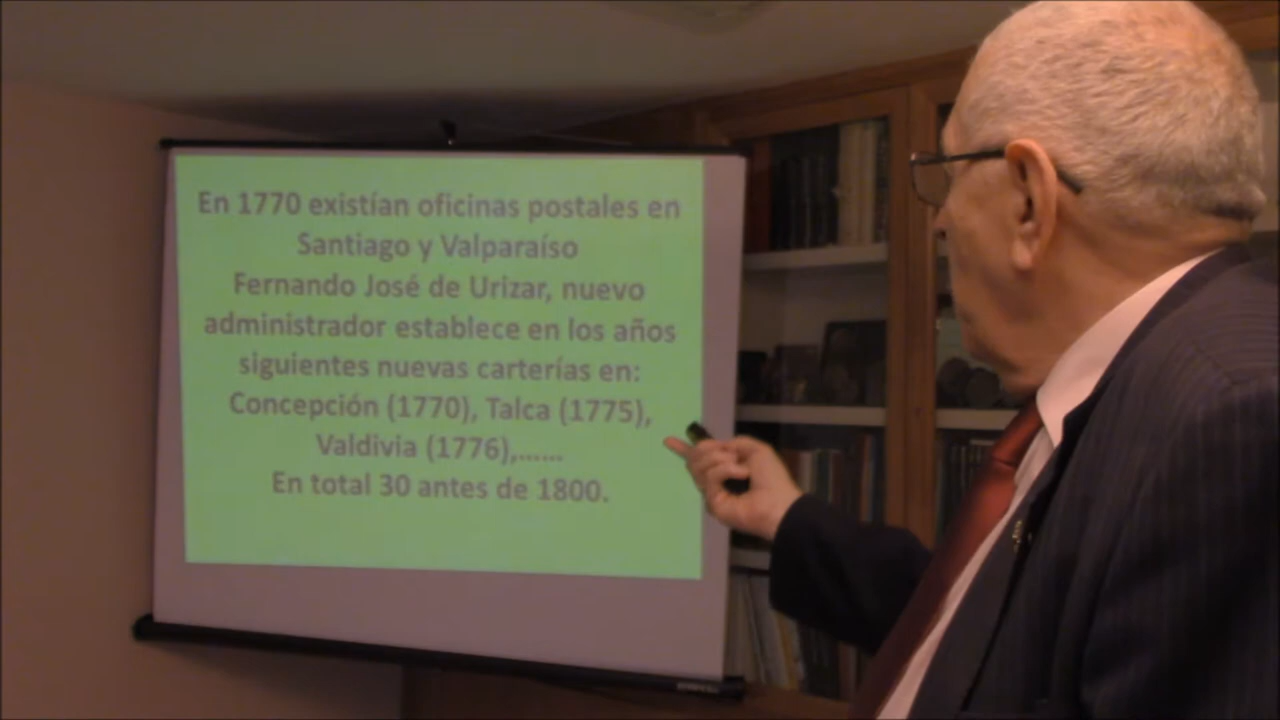 En 1770 existían oficinas postales en
Santiago y Valparaíso
Fernando José de Urizar, nuevo
administrador establece en los años
siguientes nuevas carterías en:
Concepción (1770), Talca (1775),
Valdivia (1776),......
En total 30 antes de 1800.